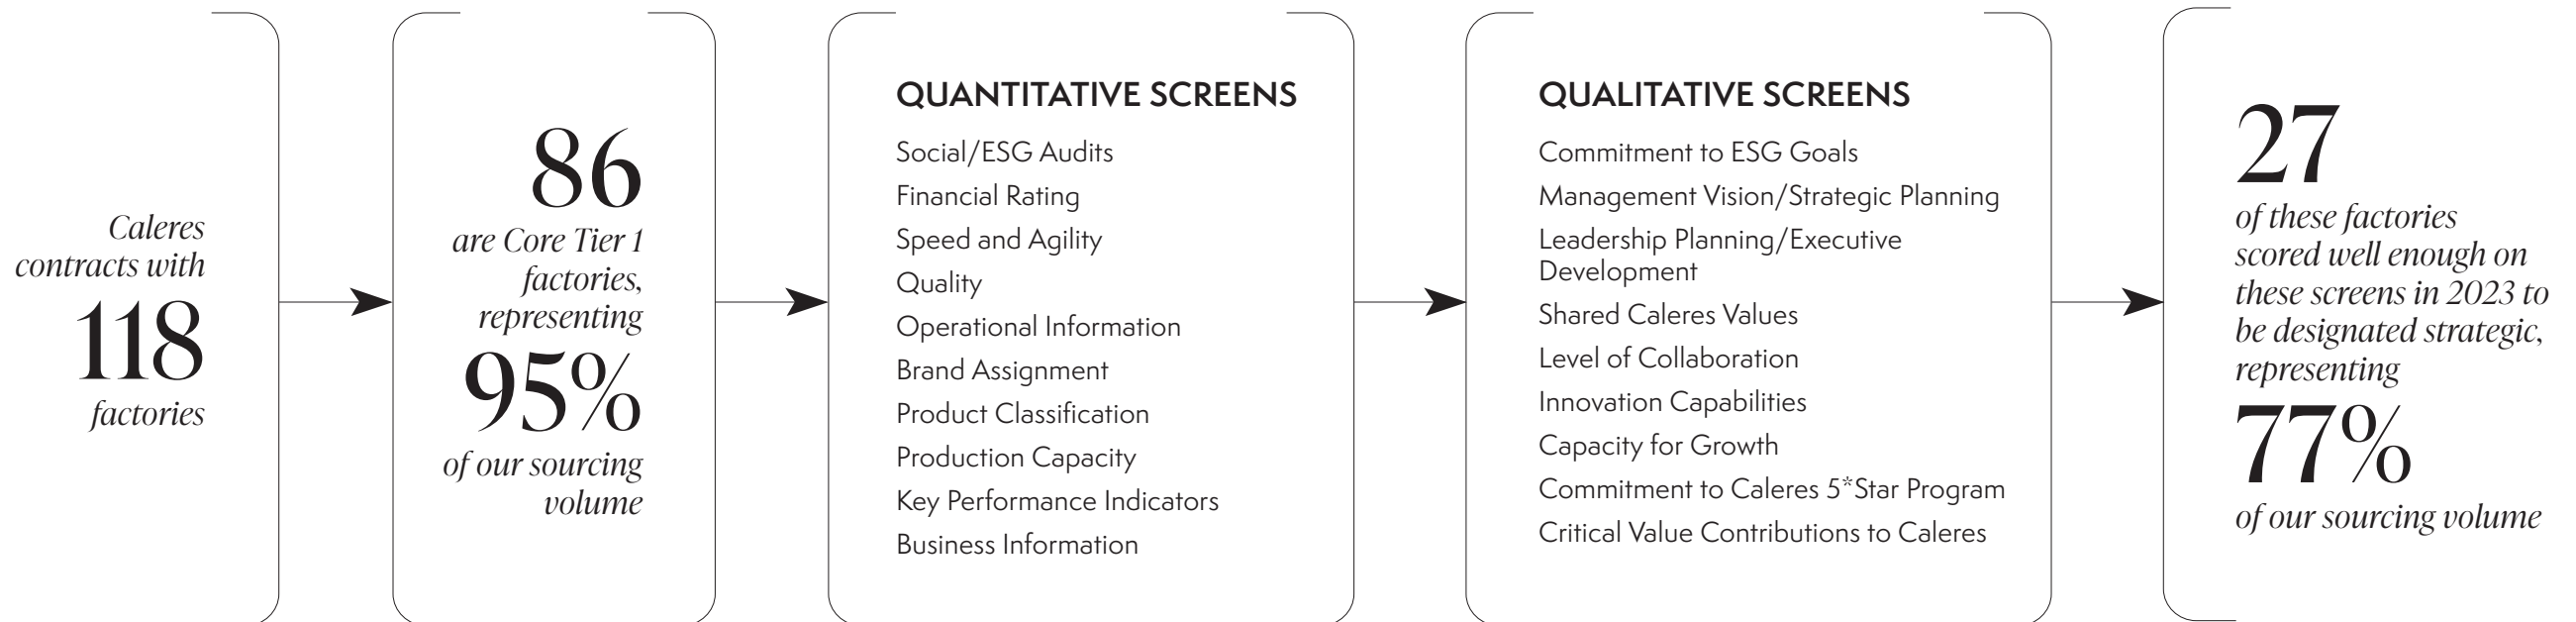 Caleres
contracts with
118
factories
86
are Core Tier 1
factories,
representing
95%
of our sourcing
volume
QUANTITATIVE SCREENS
Social/ESG Audits
Financial Rating
Speed and Agility
Quality
Operational Information
Brand Assignment
Product Classification
Production Capacity
Key Performance Indicators
Business Information
QUALITATIVE SCREENS
Commitment to ESG Goals
Management Vision/Strategic Planning
Leadership Planning/Executive
Development
Shared Caleres Values
Level of Collaboration
Innovation Capabilities
Capacity for Growth
Commitment to Caleres 5*Star Program
Critical Value Contributions to Caleres
27
of these factories
scored well enough on
these screens in 2023 to
be designated strategic,
representing
77%
of our sourcing volume